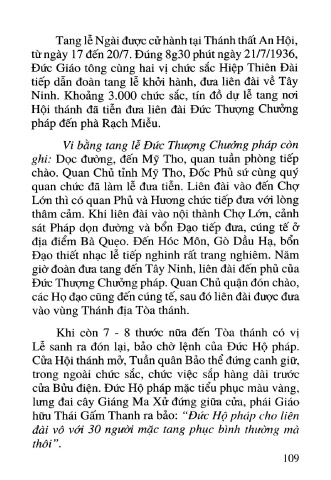 Tang lễ Ngài được cử hành tại Thánh thất An Hội,
từ ngày 17 đến 20/7. Đúng 8g30 phút ngày 21/7/1936,
Đức Giáo tông cùng hai vị chức sắc Hiệp Thiên Đài
tiếp dẫn đoàn tang lễ khởi hành, đưa liên đài về Tây
Ninh. Khoảng 3.000 chức sắc, tín đồ dự lễ tang nơi
Hội thánh đã tiễn đưa liên đài Đức Thượng Chưởng
pháp đến phà Rạch Miễu.
Vi bằng tang lễ Đức Thượng Chưởng pháp còn
ghi: Dọc đường, đến Mỹ Tho, quan tuần phòng tiếp
chào. Quan Chủ tỉnh Mỹ Tho, Đốc Phủ sứ cùng quý
quan chức đã làm lễ đưa tiễn. Liên đài vào đến Chợ
Lớn thì có quan Phủ và Hương chức tiếp đưa với lòng
thâm cảm. Khi liên đài vào nội thành Chợ Lớn, cảnh
sát Pháp dọn đường và bổn Đạo tiếp đưa, cúng tế ở
địa điểm Bà Quẹo. Đến Hóc Môn, Gò Dầu Hạ, bổn
Đạo thiết nhạc lễ tiếp nghinh rất trang nghiêm. Năm
giờ đoàn đưa tang đến Tây Ninh, liên đài đến phủ của
Đức Thượng Chưởng pháp. Quan Chủ quận đón chào,
các Họ đạo cũng đến cúng tế, sau đó liên đài được đưa
vào vùng Thánh địa Tòa thánh.
Khi còn 7 - 8 thước nữa đến Tòa thánh có vị
Lễ sanh ra đón lại, bảo chờ lệnh của Đức Hộ pháp.
Cửa Hội thánh mở, Tuần quân Bảo thể đứng canh giữ,
trong ngoài chức sắc, chức việc sắp hàng dài trước
của Bửu điện. Đức Hộ pháp mặc tiểu phục màu vàng,
lưng đai cây Giáng Ma Xử đứng giữa cửa, phái Giáo
hữu Thái Gấm Thanh ra bảo: “Đức Hộ pháp cho liên
đài vô với 30 người mặc tang phục bình thường mà
thôi”.
109